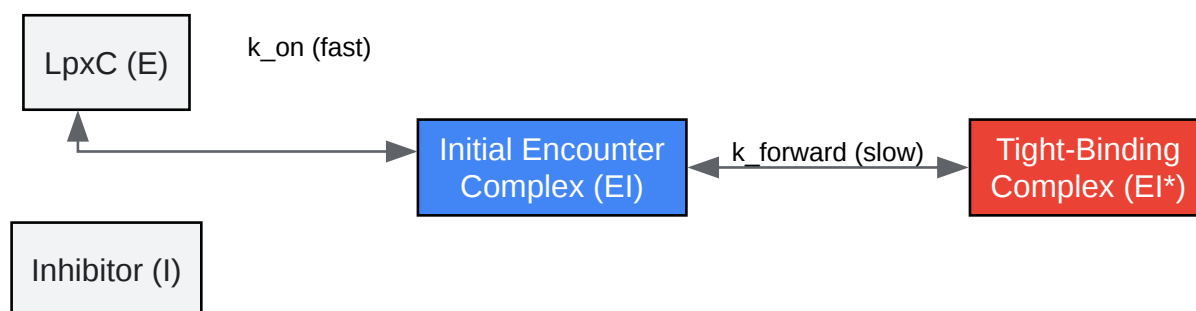 LpxC (E)
k_on (fast)
Initial Encounter
Complex (EI)
k_forward (slow)
Tight-Binding
Complex (EI*)
Inhibitor (I)